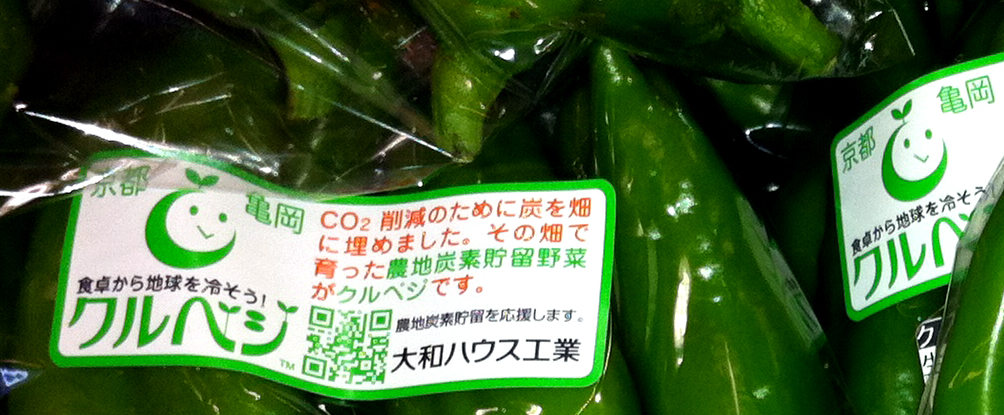 京都
亀岡
食卓から地球を冷そう！
クルベジ
TM
CO₂ 削減のために炭を畑
に埋めました。その畑で
育った農地炭素貯留野菜
がクルベジです。
農地炭素貯留を応援します。
大和ハウス工業
京都
亀岡
食卓から地球を冷そう
クルベ